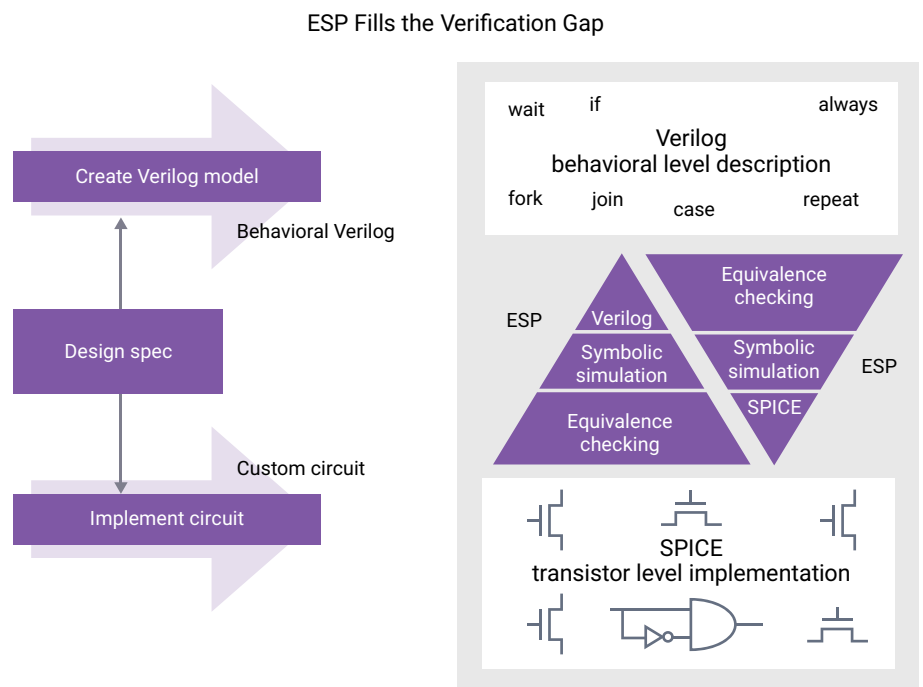 ESP Fills the Verification Gap
Create Verilog model
Behavioral Verilog
Design spec
Custom circuit
Implement circuit
wait
if
always
Verilog
behavioral level description
fork
join
case
repeat
ESP
Verilog
Symbolic
simulation
Equivalence
checking
Equivalence
checking
Symbolic
simulation
SPICE
ESP
SPICE
transistor level implementation